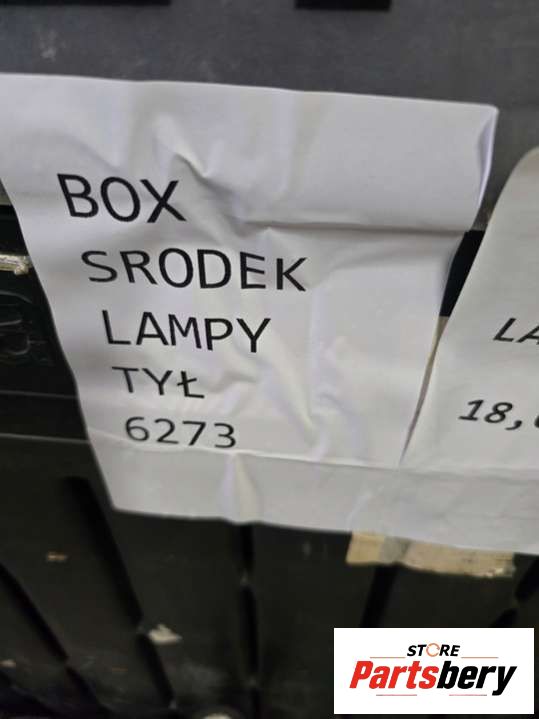 BOX
SRODEK
LAMPY
TYŁ
6273
STORE
Partsbery